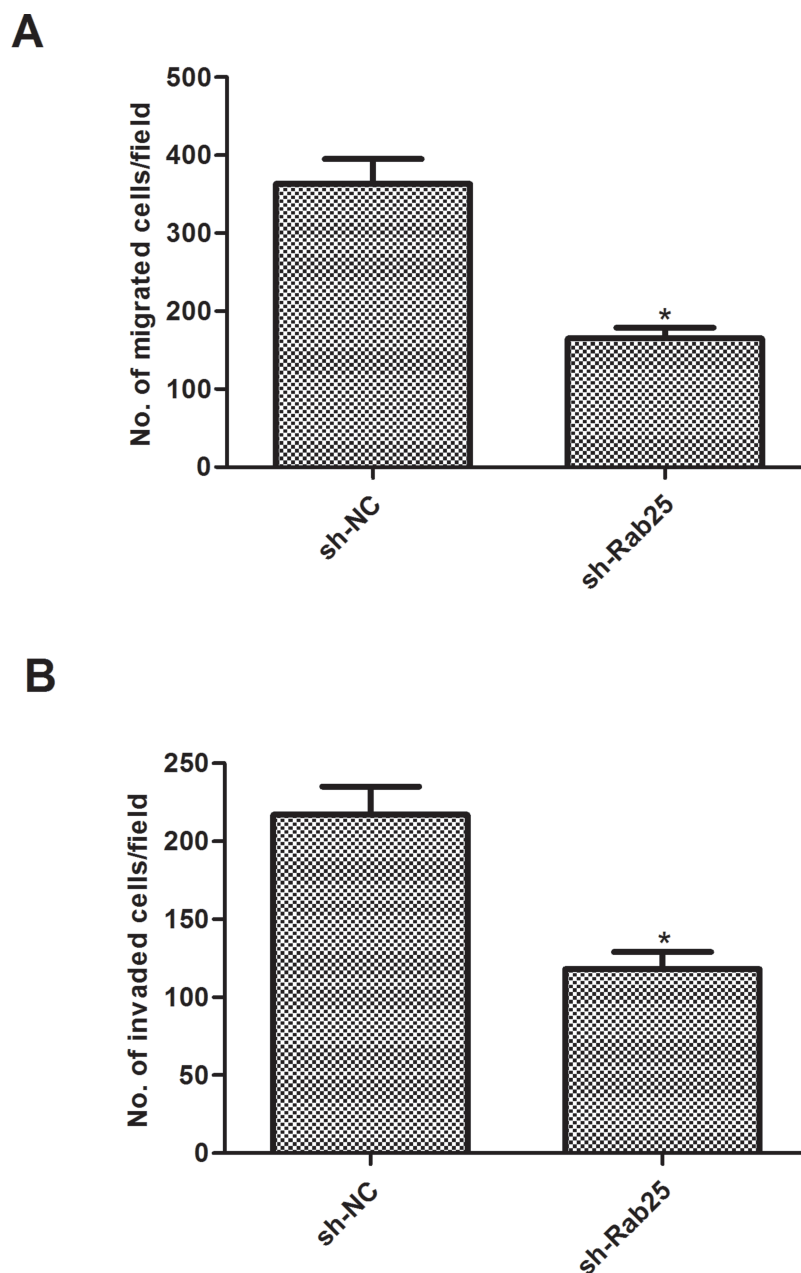 A
500
400
300
200
100
0
No. of migrated cells/field
*
sh-NC
sh-Rab25
B
250
200
150
100
50
0
No. of invaded cells/field
*
sh-NC
sh-Rab25